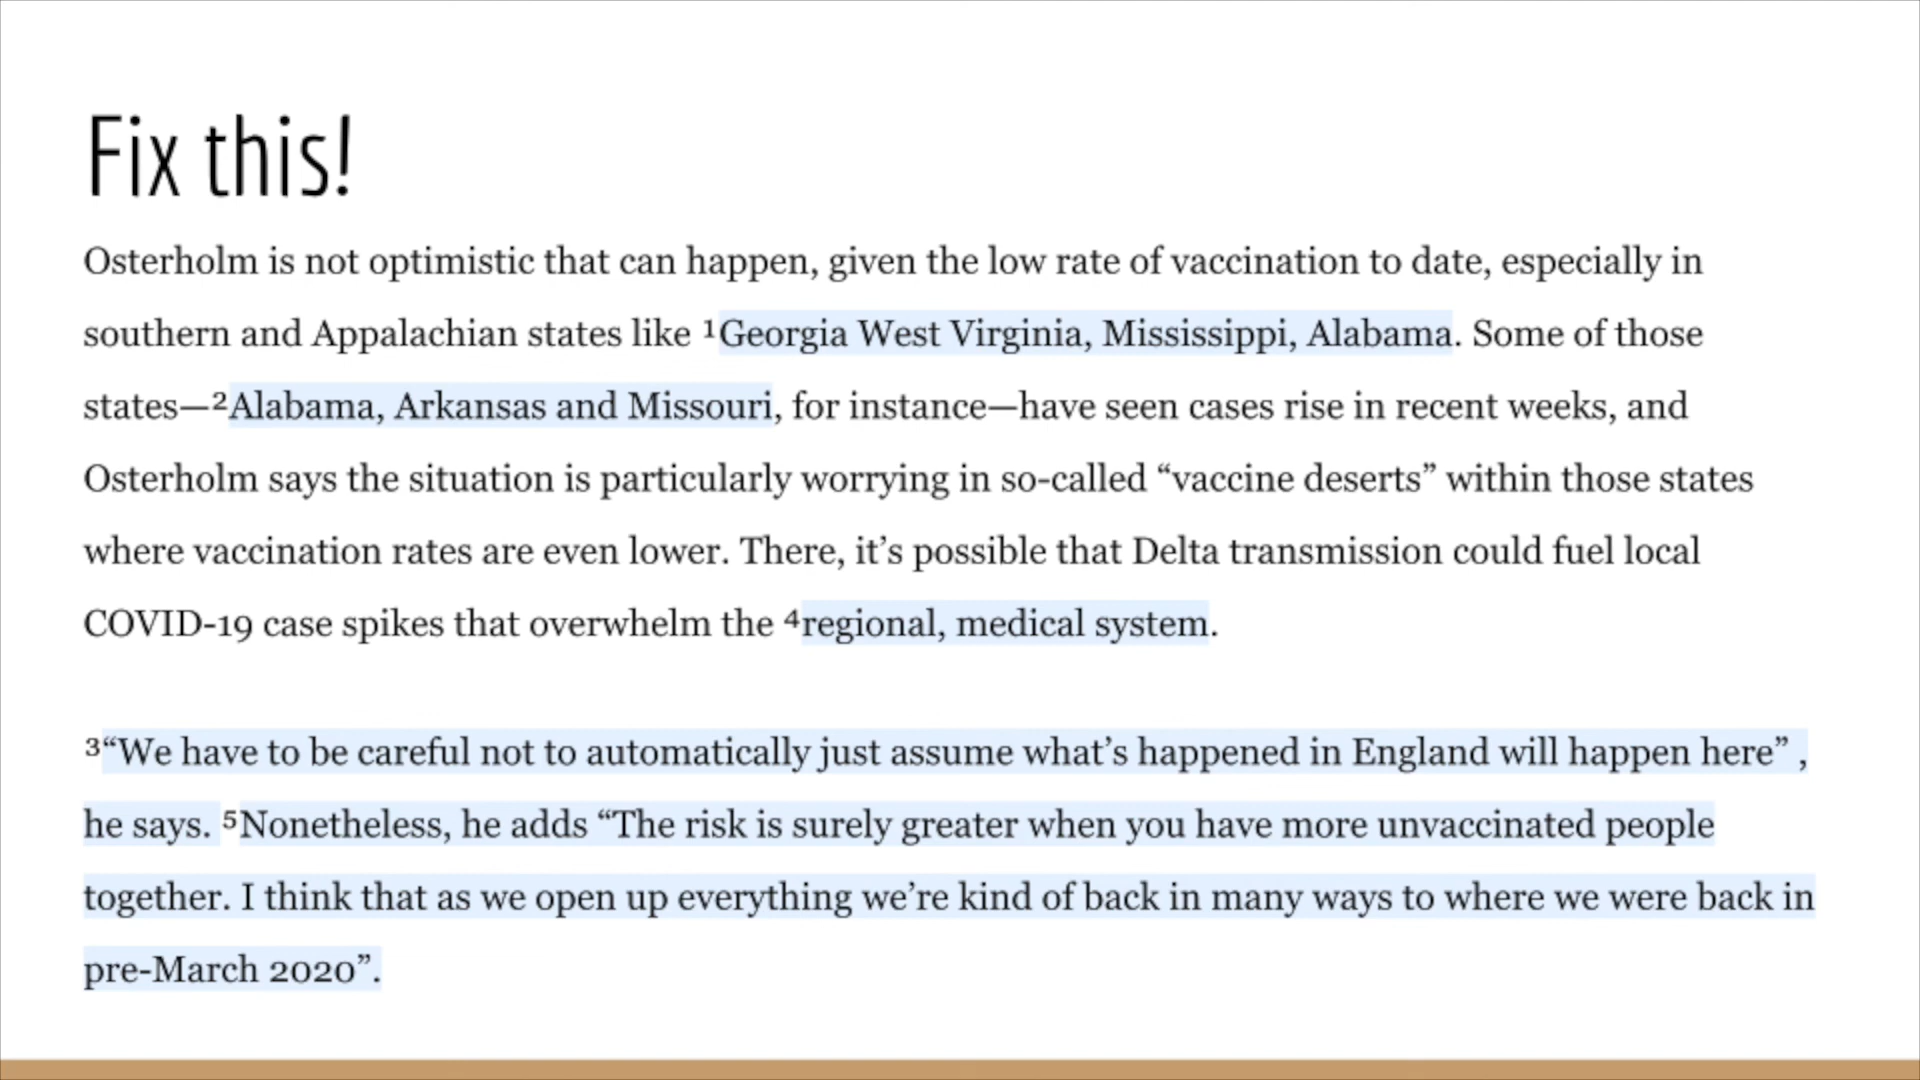 Fix this!
Osterholm is not optimistic that can happen, given the low rate of vaccination to date, especially in
southern and Appalachian states like ¹Georgia West Virginia, Mississippi, Alabama. Some of those
states—²Alabama, Arkansas and Missouri, for instance—have seen cases rise in recent weeks, and
Osterholm says the situation is particularly worrying in so-called “vaccine deserts” within those states
where vaccination rates are even lower. There, it’s possible that Delta transmission could fuel local
COVID-19 case spikes that overwhelm the ⁴regional, medical system.
³“We have to be careful not to automatically just assume what’s happened in England will happen here” ,
he says. ⁵Nonetheless, he adds “The risk is surely greater when you have more unvaccinated people
together. I think that as we open up everything we’re kind of back in many ways to where we were back in
pre-March 2020”.